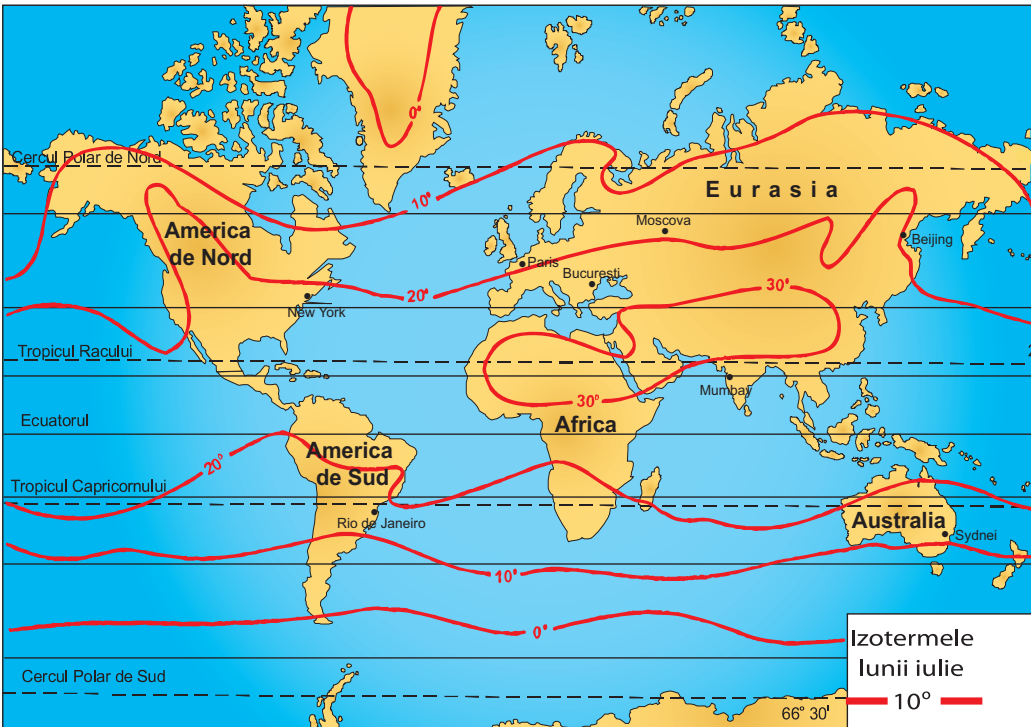 0°
Cercul Polar de Nord
10°
Eurasia
America
de Nord
Moscova
Beijing
Paris
București
20°
30°
New York
Tropicul Racului
Mumbay
30°
Ecuatorul
Africa
20°
America
de Sud
Tropicul Capricornului
Rio de Janeiro
Australia
Sydnei
10°
0°
Izotermele
lunii iulie
10°
Cercul Polar de Sud
66° 30'